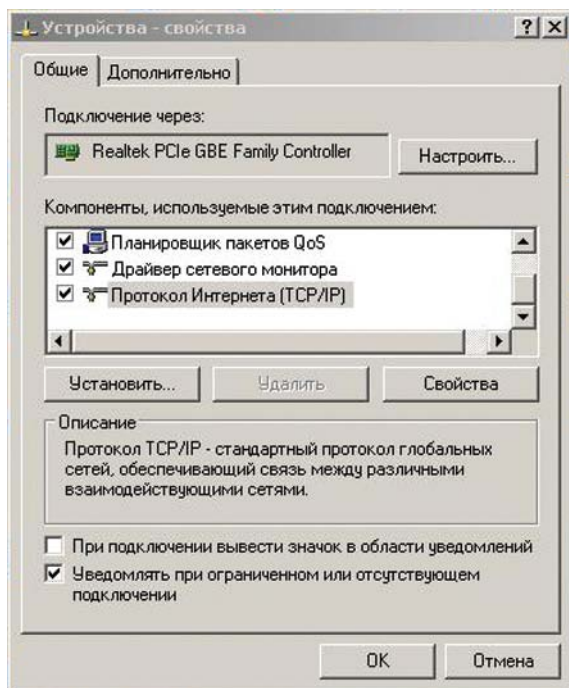 Устройства - свойства
Общие
Дополнительно
Подключение через:
Realtek PCIe GBE Family Controller
Настроить...
Компоненты, используемые этим подключением:
Планировщик пакетов QoS
Драйвер сетевого монитора
Протокол Интернета (TCP/IP)
Установить...
Удалить
Свойства
Описание
Протокол TCP/IP - стандартный протокол глобальных
сетей, обеспечивающий связь между различными
взаимодействующими сетями.
При подключении вывести значок в области уведомлений
Уведомлять при ограниченном или отсутствующем
подключении
OK
Отмена